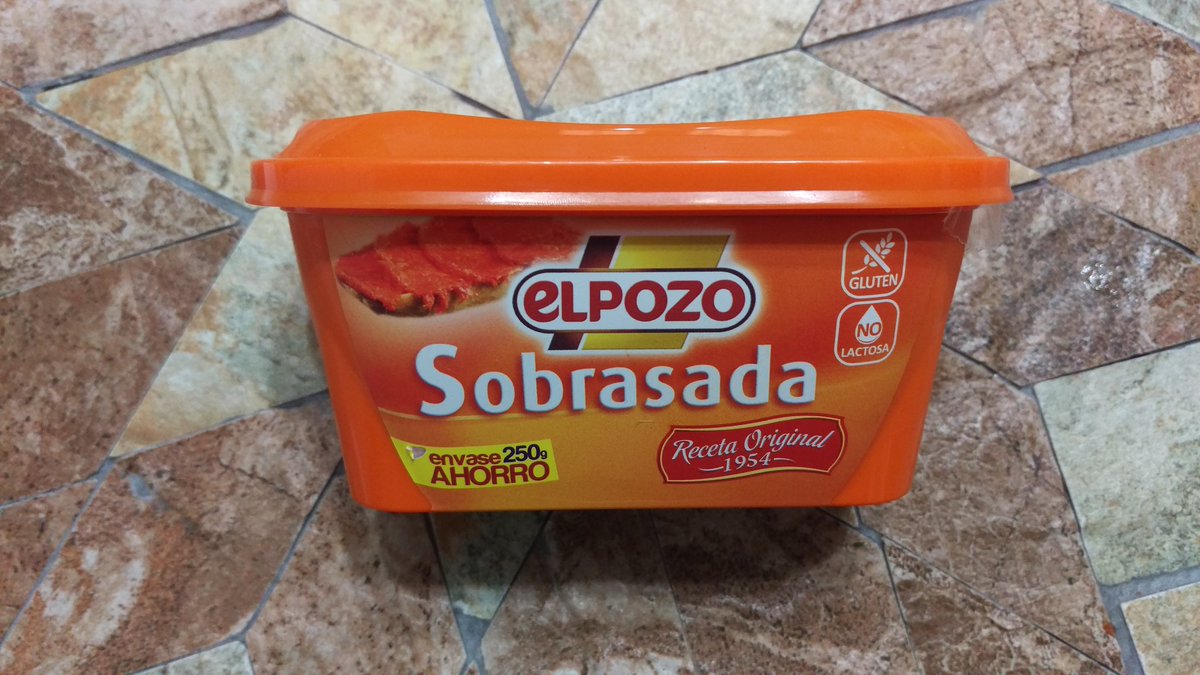 ELPOZO
Sobrasada
GLUTEN
NO
LACTOSA
envase 250g
AHORRO
Receta Original
1954